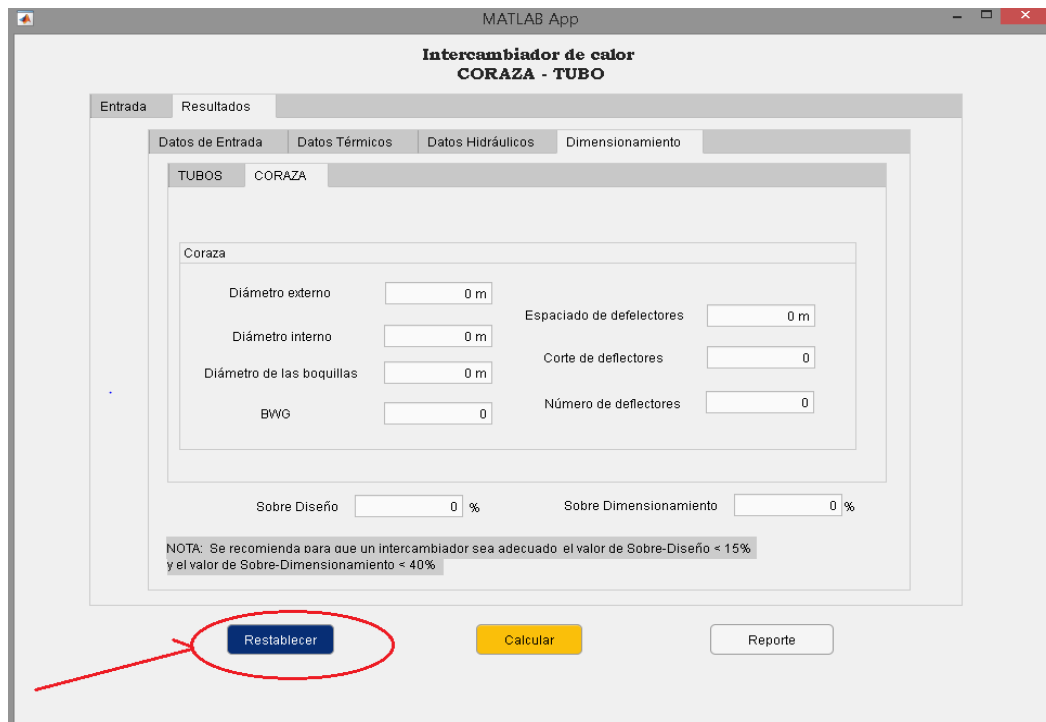 MATLAB App
Intercambiador de calor
CORAZA - TUBO
Entrada Resultados
Datos de Entrada Datos Térmicos Datos Hidráulicos Dimensionamiento
TUBOS CORAZA
Coraza
Diámetro externo 0 m
Espaciado de defelectores 0 m
Diámetro interno 0 m
Corte de deflectores 0
Diámetro de las boquillas 0 m
Número de deflectores 0
BWG 0
Sobre Diseño 0 % Sobre Dimensionamiento 0 %
NOTA: Se recomienda para que un intercambiador sea adecuado el valor de Sobre-Diseño < 15%
y el valor de Sobre-Dimensionamiento < 40%
Restablecer Calcular Reporte